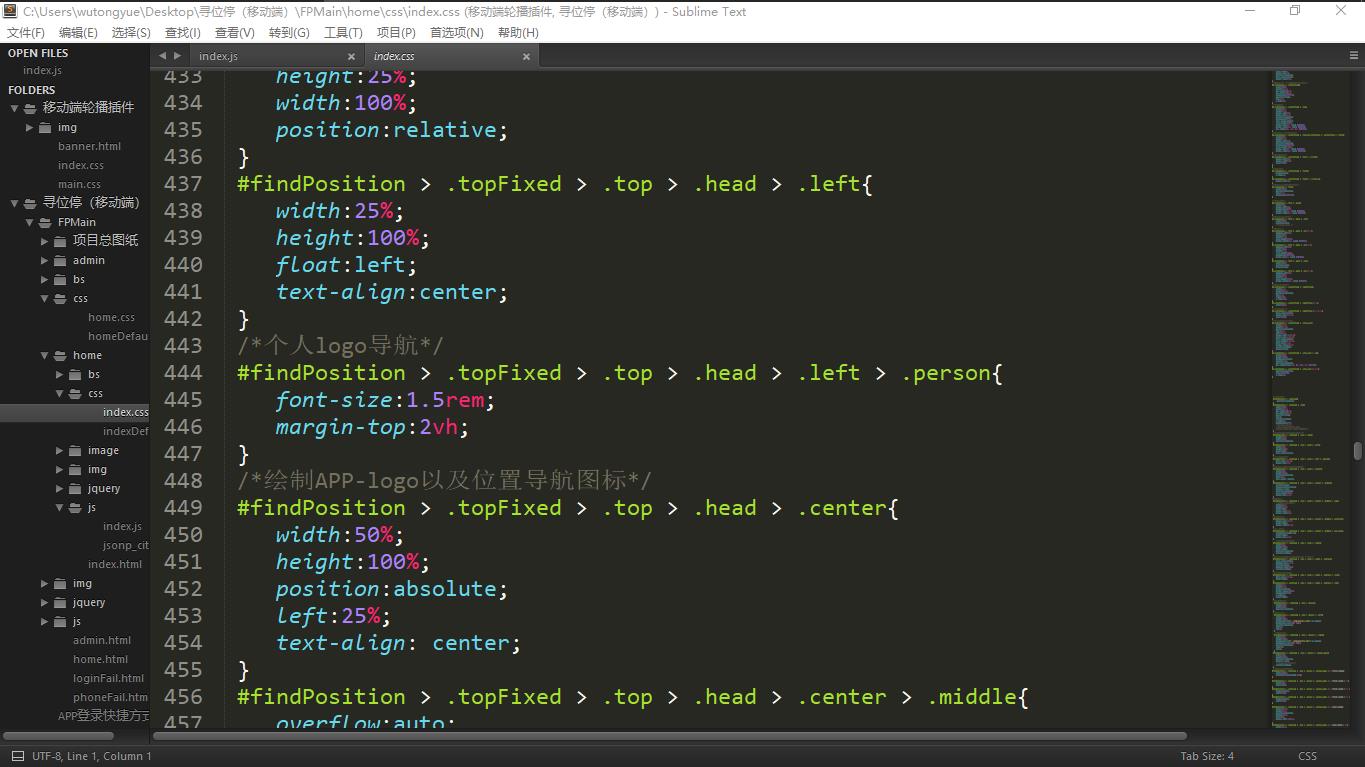 C:\Users\wutongyue\Desktop\寻位停（移动端）\FPMain\home\css\index.css (移动端轮播插件, 寻位停（移动端）) - Sublime Text
文件(F) 编辑(E) 选择(S) 查找(I) 查看(V) 转到(G) 工具(T) 项目(P) 首选项(N) 帮助(H)
OPEN FILES
index.js
FOLDERS
移动端轮播插件
img
banner.html
index.css
main.css
寻位停（移动端）
FPMain
项目总图纸
admin
bs
css
home.css
homeDefau
home
bs
css
index.css
indexDef
image
img
jquery
js
index.js
jsonp_cit
index.html
img
jquery
js
admin.html
home.html
loginFail.html
phoneFail.htm
APP登录快捷方式
index.js
index.css
433 height:25%;
434 width:100%;
435 position:relative;
436 }
437 #findPosition > .topFixed > .top > .head > .left{
438 width:25%;
439 height:100%;
440 float:left;
441 text-align:center;
442 }
443 /*个人logo导航*/
444 #findPosition > .topFixed > .top > .head > .left > .person{
445 font-size:1.5rem;
446 margin-top:2vh;
447 }
448 /*绘制APP-logo以及位置导航图标*/
449 #findPosition > .topFixed > .top > .head > .center{
450 width:50%;
451 height:100%;
452 position:absolute;
453 left:25%;
454 text-align: center;
455 }
456 #findPosition > .topFixed > .top > .head > .center > .middle{
457 overflow:auto;
UTF-8, Line 1, Column 1
Tab Size: 4
CSS